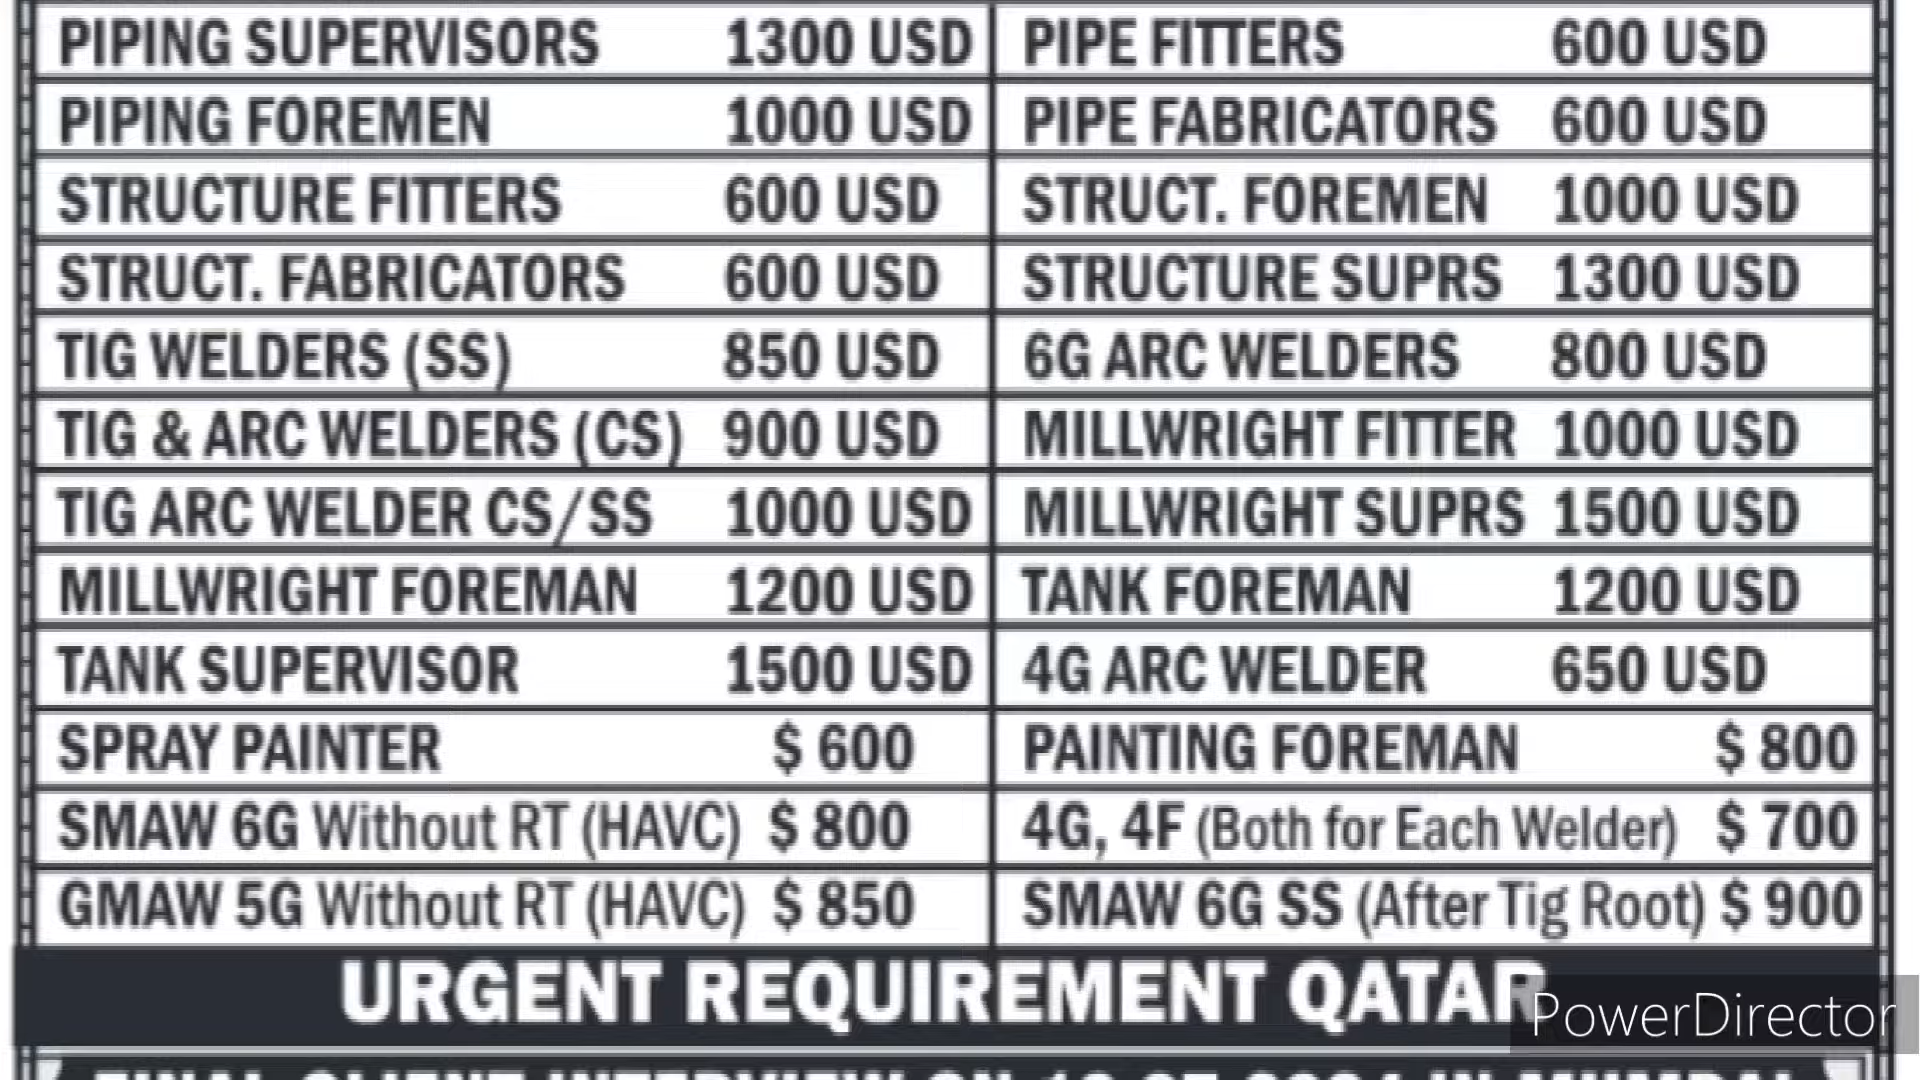 PIPING SUPERVISORS 1300 USD PIPE FITTERS 600 USD
PIPING FOREMEN 1000 USD PIPE FABRICATORS 600 USD
STRUCTURE FITTERS 600 USD STRUCT. FOREMEN 1000 USD
STRUCT. FABRICATORS 600 USD STRUCTURE SUPRS 1300 USD
TIG WELDERS (SS) 850 USD 6G ARC WELDERS 800 USD
TIG & ARC WELDERS (CS) 900 USD MILLWRIGHT FITTER 1000 USD
TIG ARC WELDER CS/SS 1000 USD MILLWRIGHT SUPRS 1500 USD
MILLWRIGHT FOREMAN 1200 USD TANK FOREMAN 1200 USD
TANK SUPERVISOR 1500 USD 4G ARC WELDER 650 USD
SPRAY PAINTER $ 600 PAINTING FOREMAN $ 800
SMAW 6G Without RT (HAVC) $ 800 4G, 4F (Both for Each Welder) $ 700
GMAW 5G Without RT (HAVC) $ 850 SMAW 6G SS (After Tig Root) $ 900
URGENT REQUIREMENT QATAR
PowerDirector